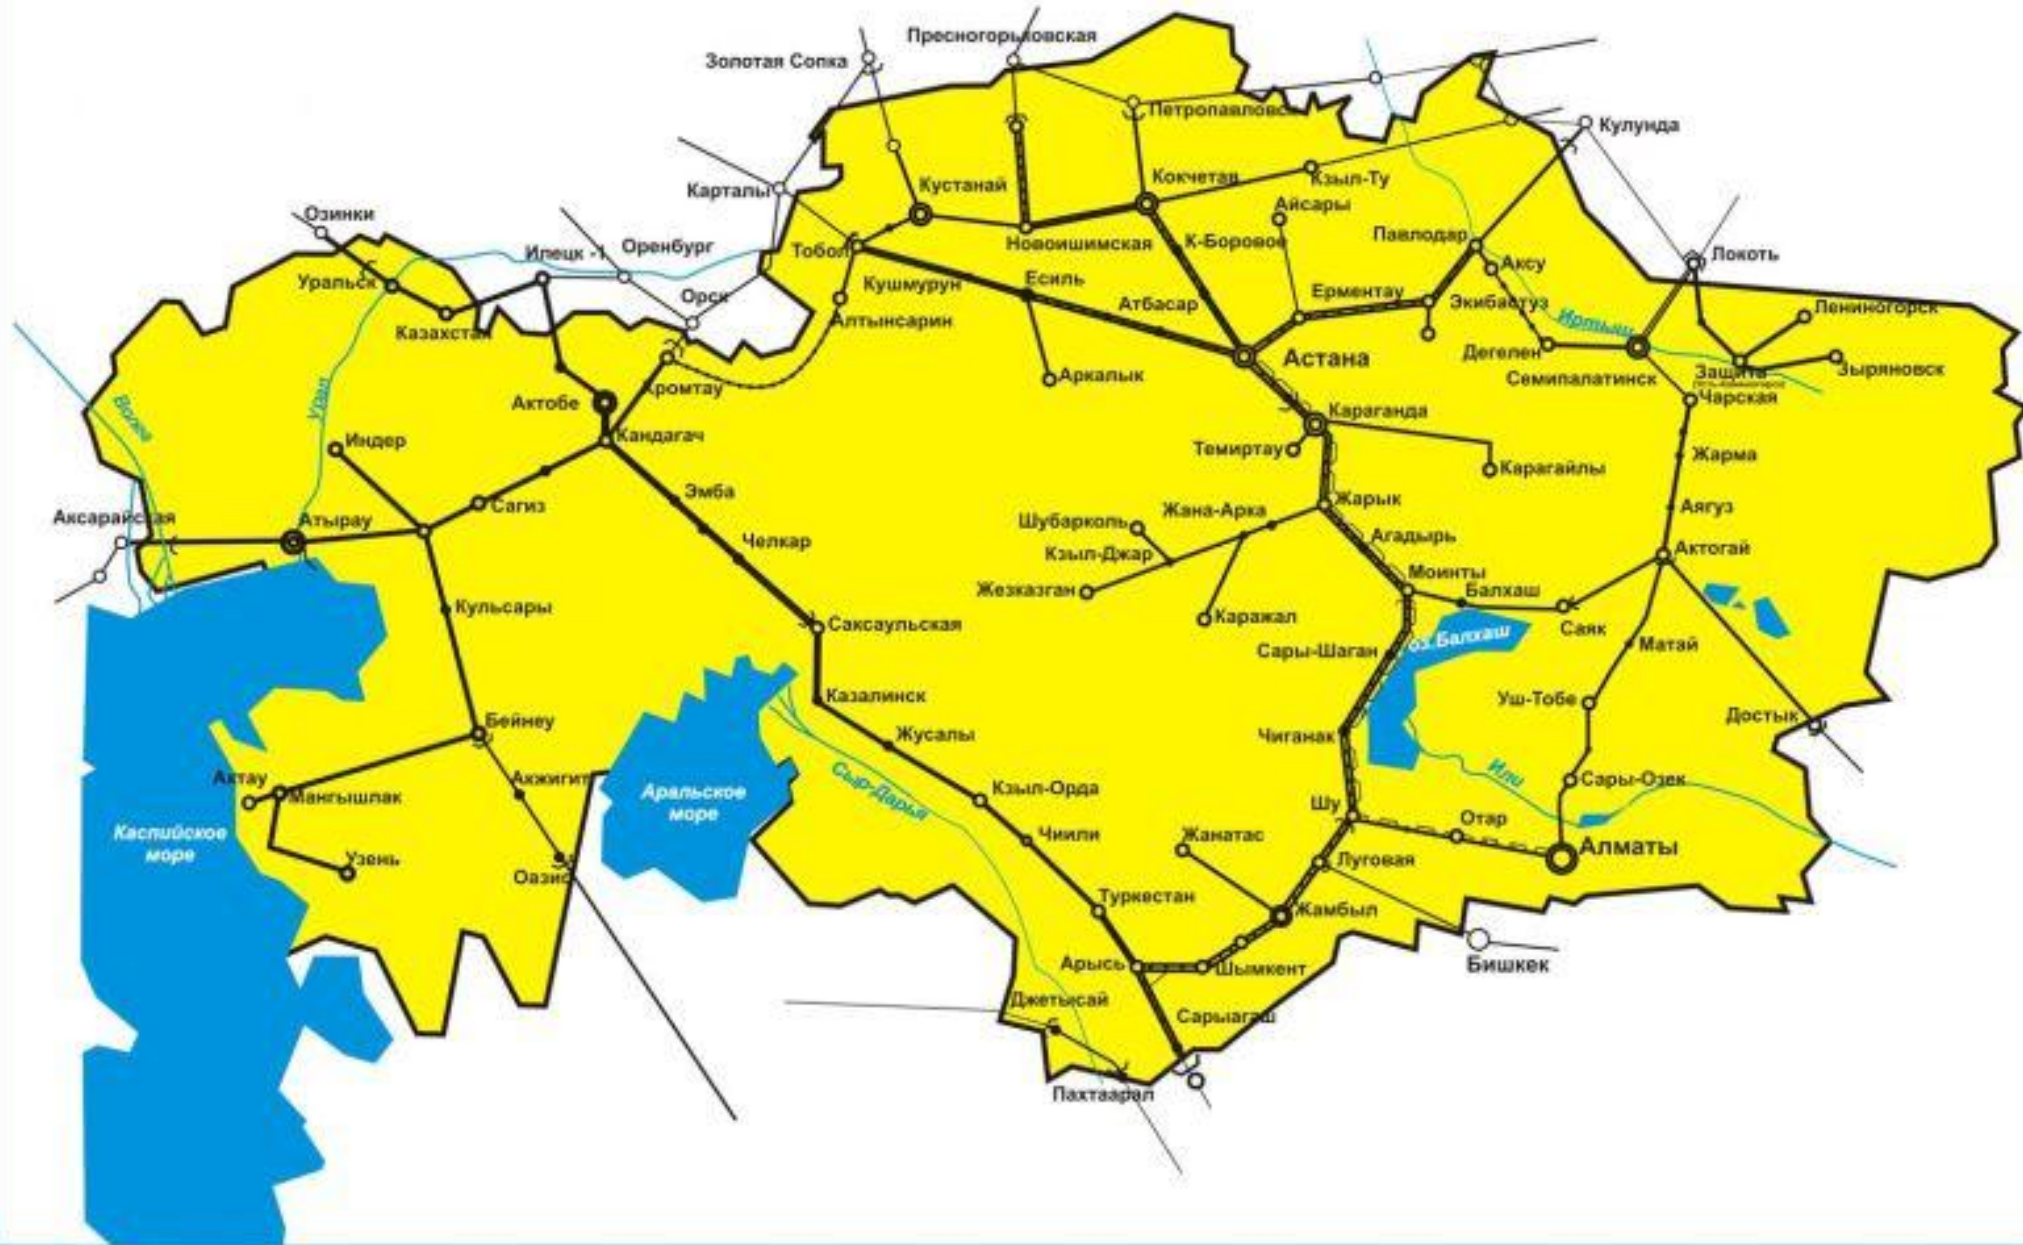 Пресногорьковская
Золотая Сопка
Петропавловск
Кулунда
Карталы
Кустанай
Кокчетав
Кзыл-Ту
Айсары
Озинки
Илецк -1
Оренбург
Тобол
Новоишимская
К-Боровое
Павлодар
Локоть
Уральск
Орск
Кушмурун
Есиль
Атбасар
Ерментау
Аксу
Экибастуз
Лениногорск
Казахстан
Алтынсарин
Иртыш
Астана
Дегелен
Семипалатинск
Защита
Зыряновск
Аркалык
Хромтау
Чарская
Волга
Урал
Актобе
Кандагач
Караганда
Индер
Темиртау
Карагайлы
Жарма
Эмба
Сагиз
Жарык
Аксарайская
Атырау
Шубарколь
Жана-Арка
Аягуз
Челкар
Кзыл-Джар
Агадырь
Актогай
Жезказган
Моинты
Балхаш
Кульсары
Каражал
Саксаульская
Саяк
оз.Балхаш
Сары-Шаган
Матай
Казалинск
Уш-Тобе
Бейнеу
Жусалы
Чиганак
Достык
Актау
Мангышлак
Акжигит
Аральское
море
Сыр-Дарья
Кзыл-Орда
Или
Сары-Озек
Каспийское
море
Чиили
Жанатас
Шу
Отар
Алматы
Узень
Оазис
Луговая
Туркестан
Жамбыл
Арысь
Шымкент
Бишкек
Джетысай
Сарыагаш
Пахтаарал